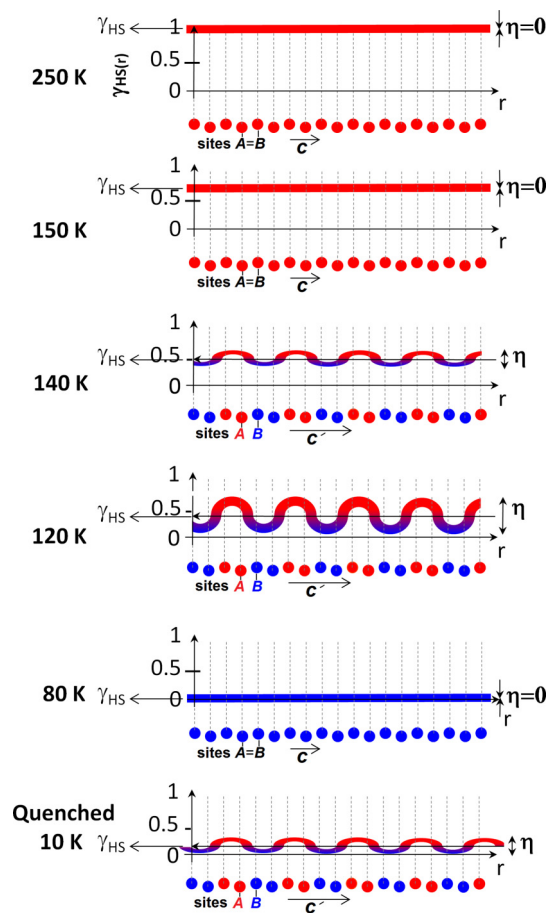 γHS
1
η=0
250 K
γHS(r)
0.5
0
r
sites A=B
c
1
γHS
η=0
0.5
150 K
0
r
sites A=B
c
1
γHS
0.5
η
140 K
0
r
sites A B
c´
1
0.5
η
γHS
120 K
0
r
sites A B
c´
1
0.5
80 K
γHS
0
η=0
r
sites A=B
c
1
Quenched
0.5
10 K
γHS
η
0
r
sites A B
c´